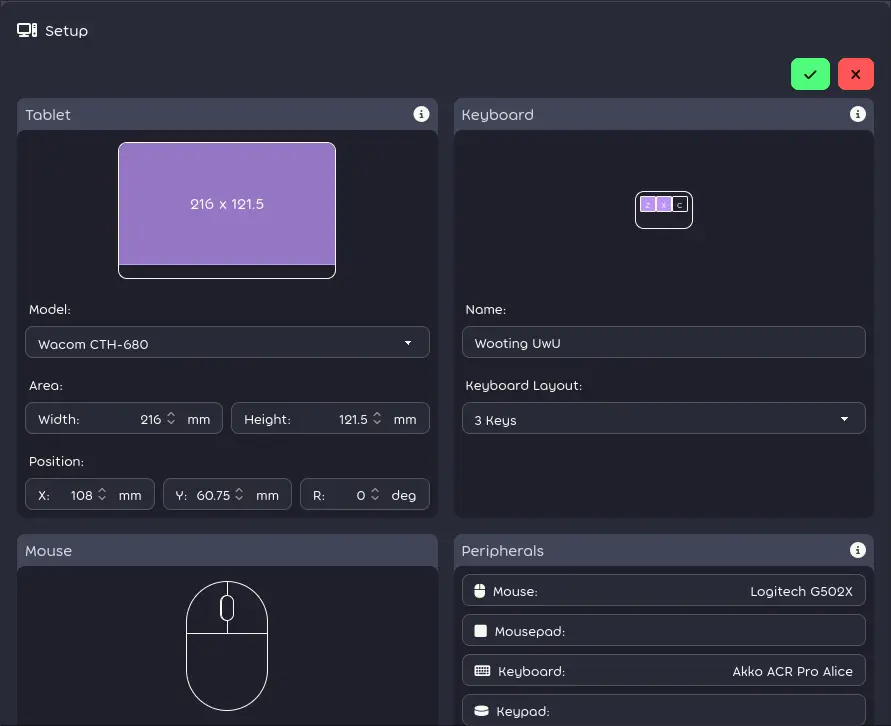 Setup
Tablet
216 x 121.5
Model:
Wacom CTH-680
Area:
Width: 216 mm Height: 121.5 mm
Position:
X: 108 mm Y: 60.75 mm R: 0 deg
Keyboard
z x c
Name:
Wooting UwU
Keyboard Layout:
3 Keys
Mouse
Peripherals
Mouse: Logitech G502X
Mousepad:
Keyboard: Akko ACR Pro Alice
Keypad: